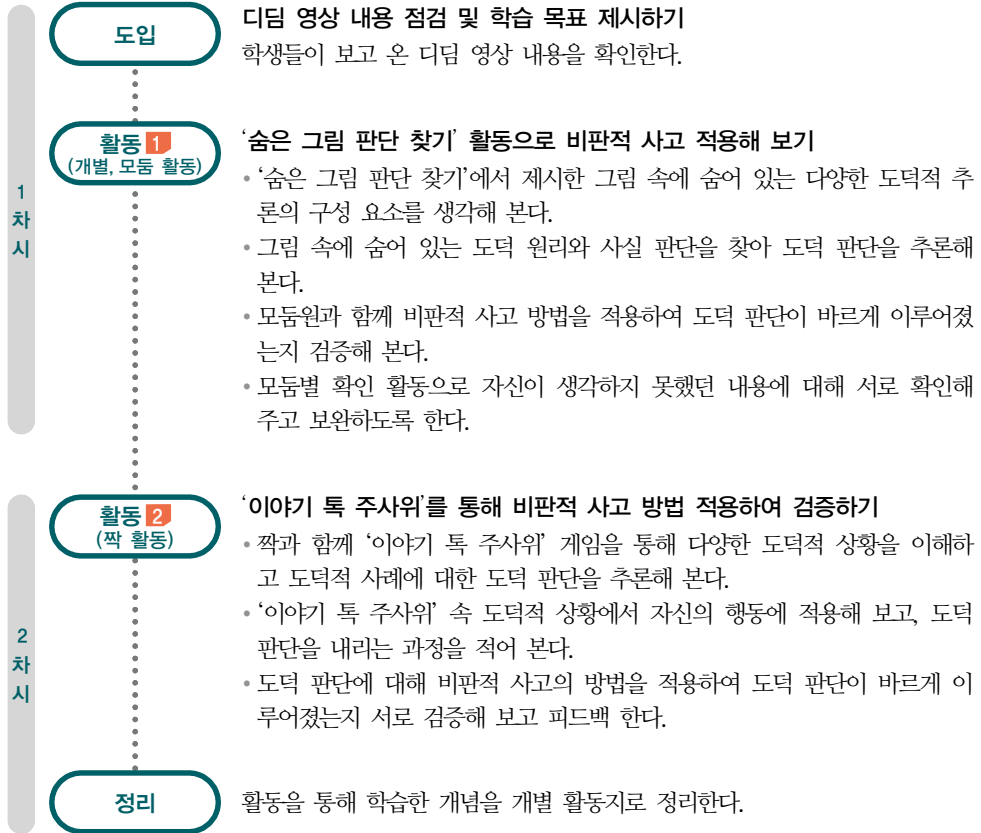 1
차
시
도입
디딤 영상 내용 점검 및 학습 목표 제시하기
학생들이 보고 온 디딤 영상 내용을 확인한다.
활동 1
(개별, 모둠 활동)
‘숨은 그림 판단 찾기’ 활동으로 비판적 사고 적용해 보기
• ‘숨은 그림 판단 찾기’에서 제시한 그림 속에 숨어 있는 다양한 도덕적 추
론의 구성 요소를 생각해 본다.
• 그림 속에 숨어 있는 도덕 원리와 사실 판단을 찾아 도덕 판단을 추론해
본다.
• 모둠원과 함께 비판적 사고 방법을 적용하여 도덕 판단이 바르게 이루어졌
는지 검증해 본다.
• 모둠별 확인 활동으로 자신이 생각하지 못했던 내용에 대해 서로 확인해
주고 보완하도록 한다.
2
차
시
활동 2
(짝 활동)
‘이야기 톡 주사위’를 통해 비판적 사고 방법 적용하여 검증하기
• 짝과 함께 ‘이야기 톡 주사위’ 게임을 통해 다양한 도덕적 상황을 이해하
고 도덕적 사례에 대한 도덕 판단을 추론해 본다.
• ‘이야기 톡 주사위’ 속 도덕적 상황에서 자신의 행동에 적용해 보고, 도덕
판단을 내리는 과정을 적어 본다.
• 도덕 판단에 대해 비판적 사고의 방법을 적용하여 도덕 판단이 바르게 이
루어졌는지 서로 검증해 보고 피드백 한다.
정리
활동을 통해 학습한 개념을 개별 활동지로 정리한다.